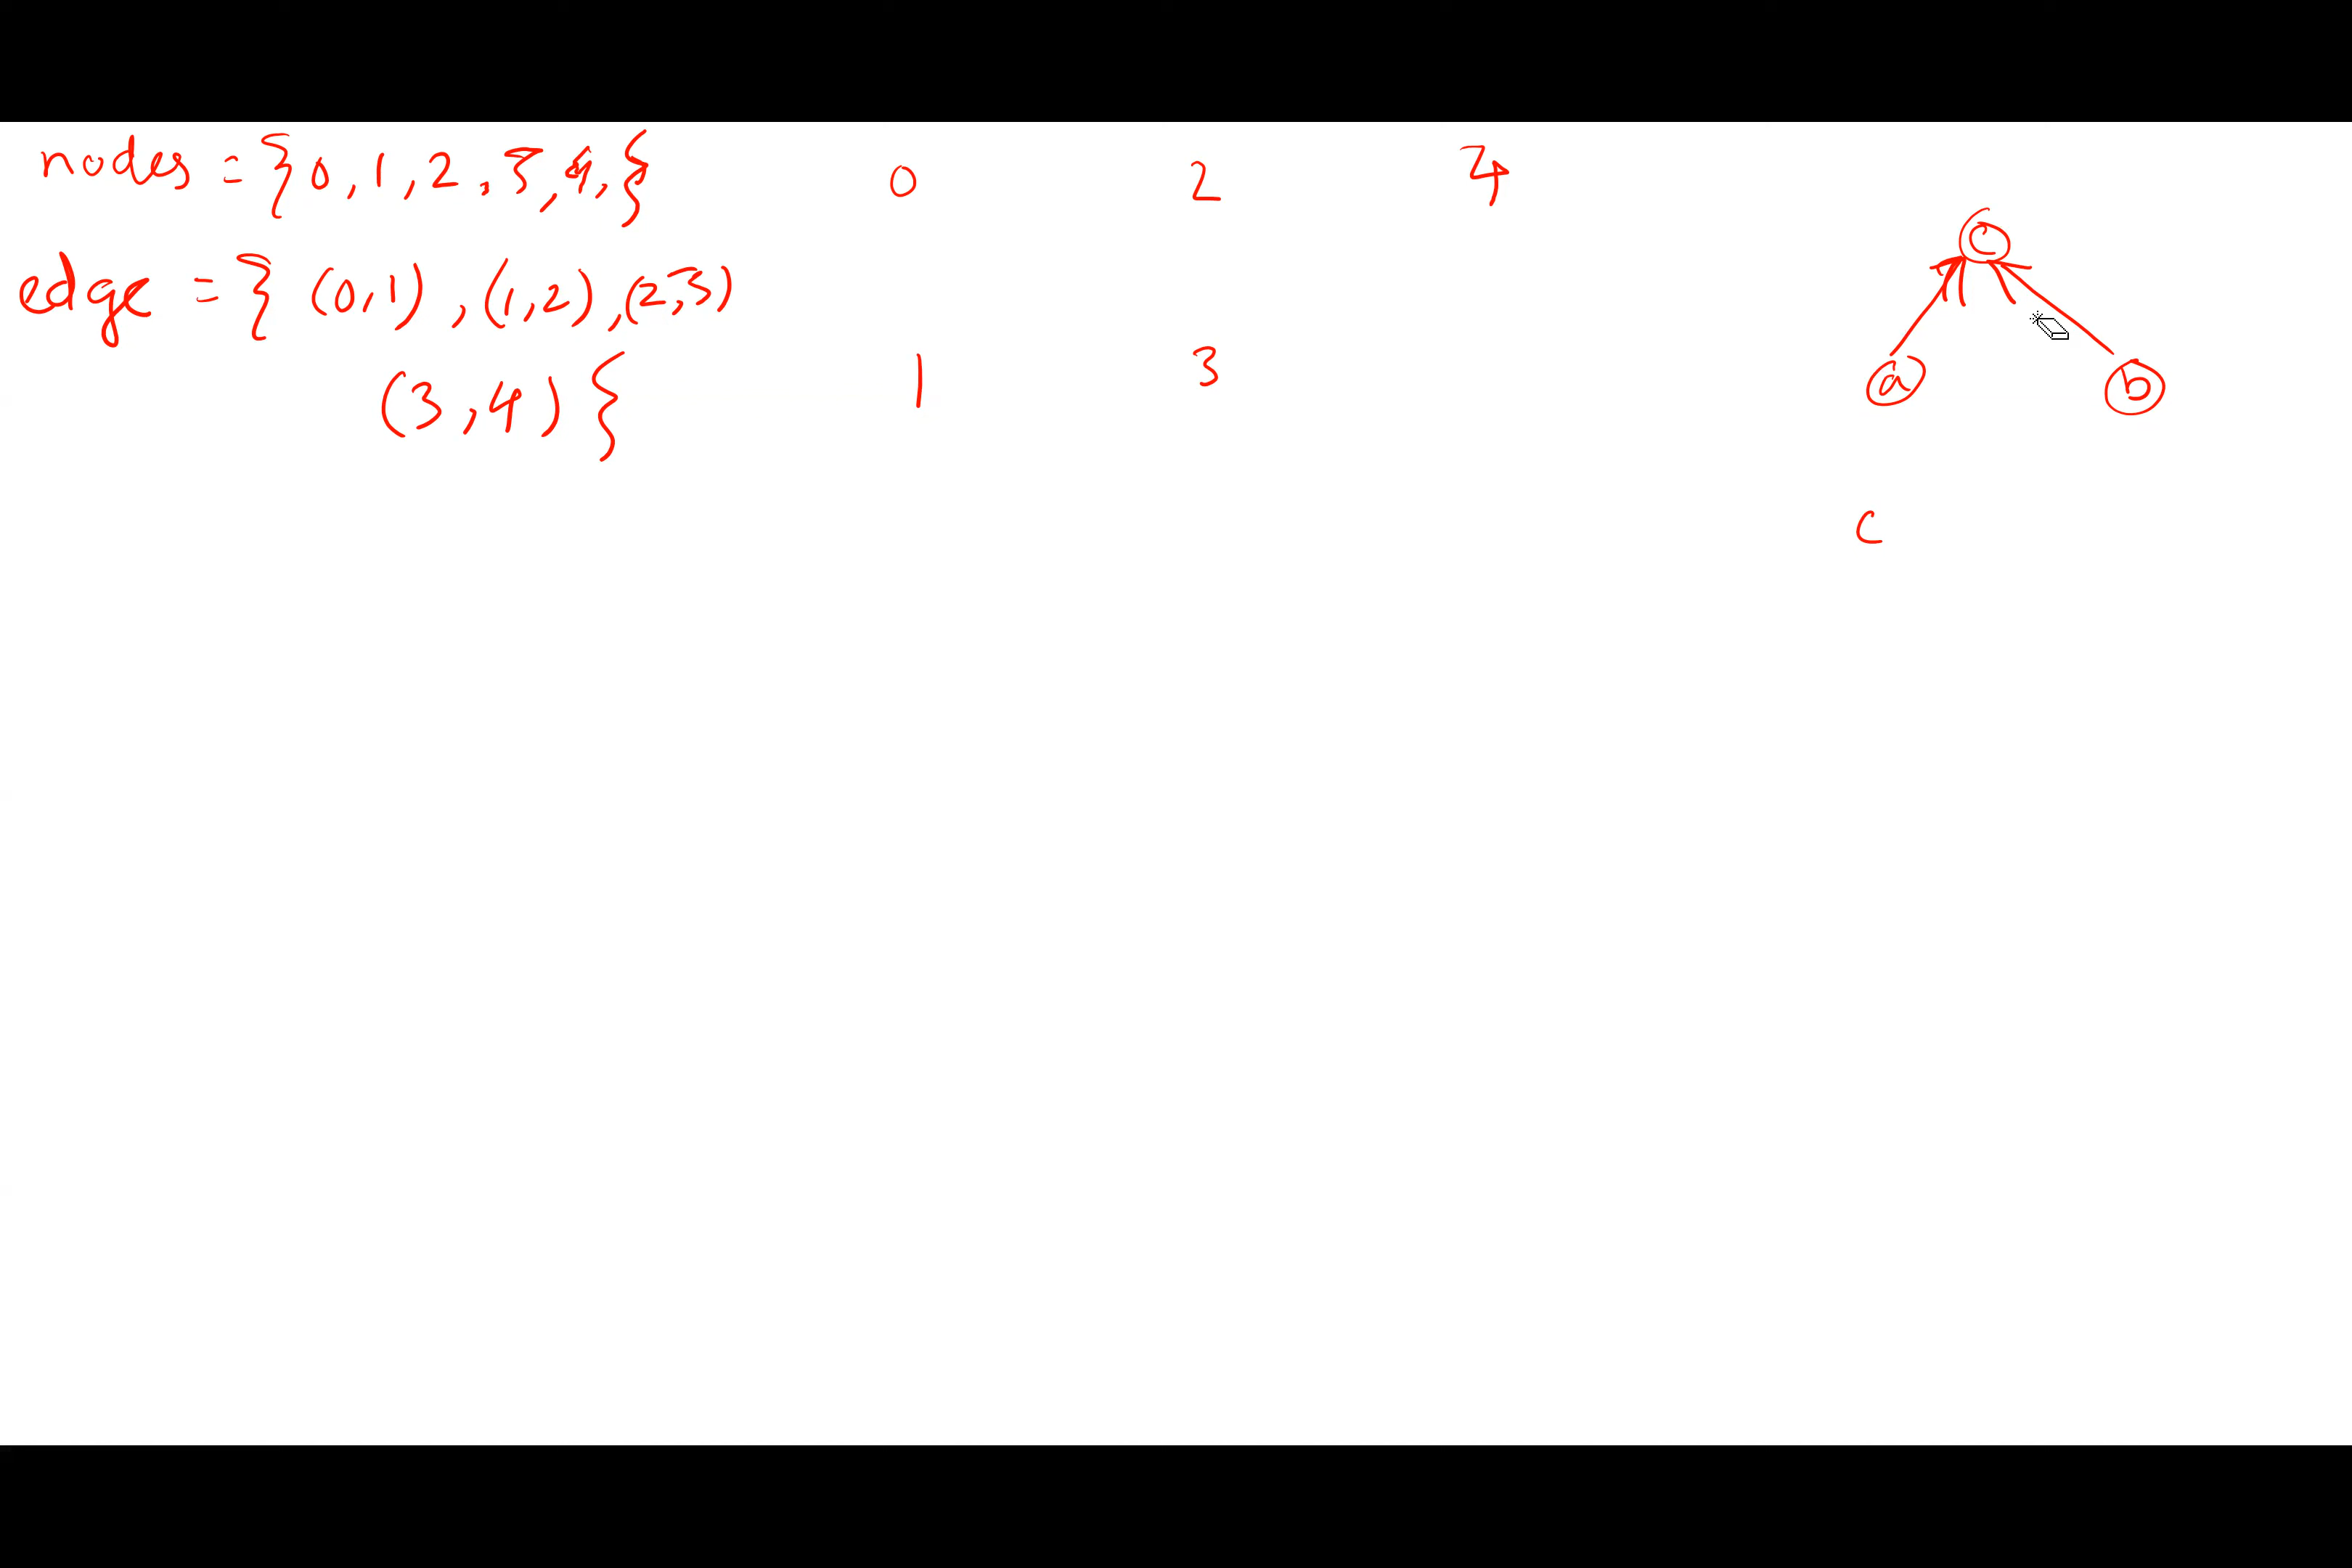 nodes = {0, 1, 2, 3, 4, }
edge = { (0,1), (1,2), (2,3)
(3,4) }
0 2 4
1 3
c
a b
c